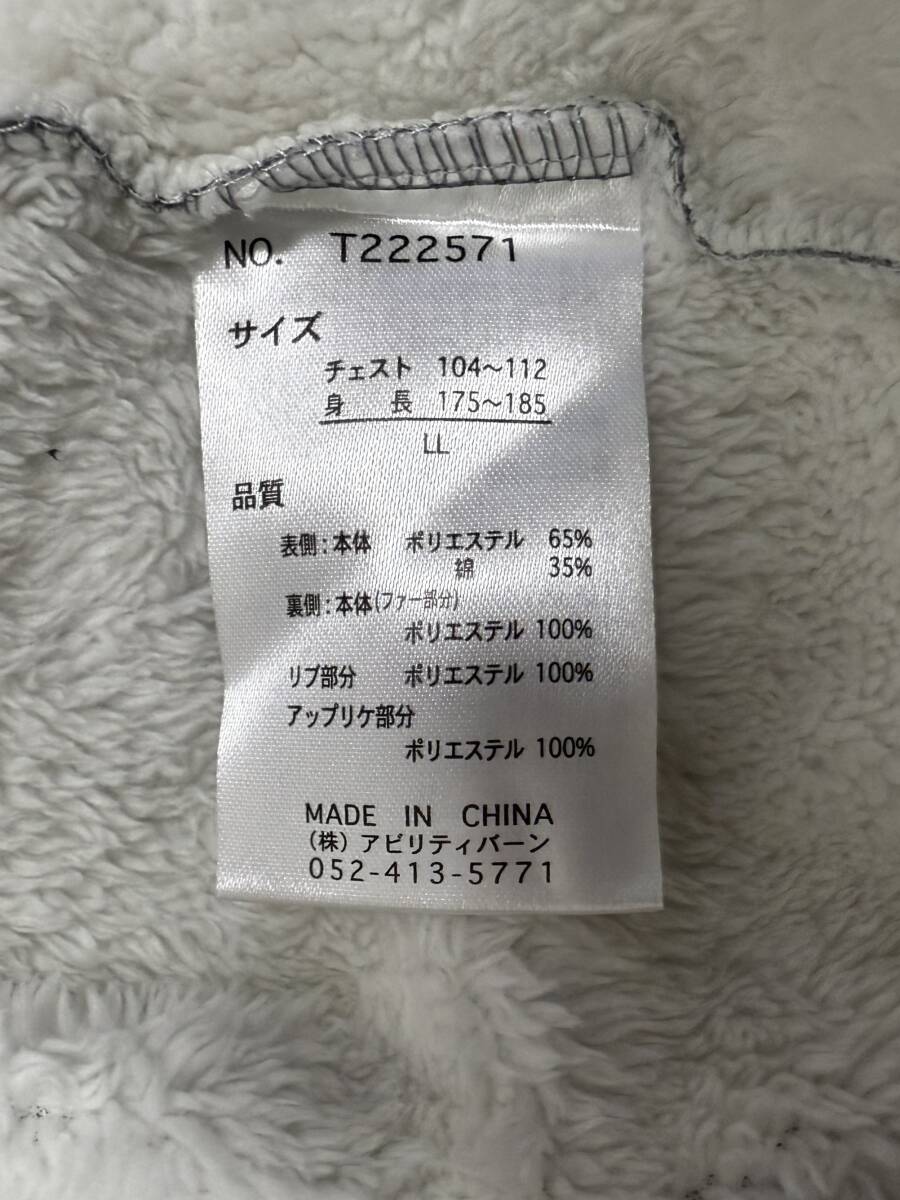 NO. T222571
サイズ
チェスト 104～112
身 長 175～185
LL
品質
表側：本体 ポリエステル 65%
綿 35%
裏側：本体(ファー部分)
ポリエステル 100%
リブ部分 ポリエステル 100%
アップリケ部分
ポリエステル 100%
MADE IN CHINA
(株) アビリティバーン
052-413-5771